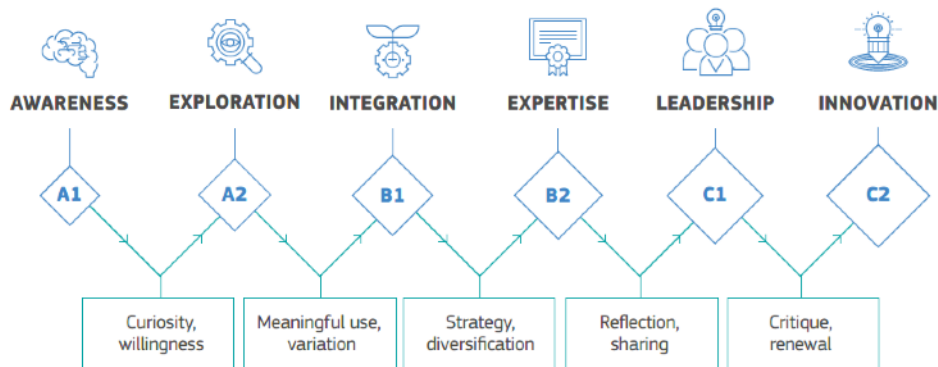 AWARENESS
EXPLORATION
INTEGRATION
EXPERTISE
LEADERSHIP
INNOVATION
A1
A2
B1
B2
C1
C2
Curiosity,
willingness
Meaningful use,
variation
Strategy,
diversification
Reflection,
sharing
Critique,
renewal